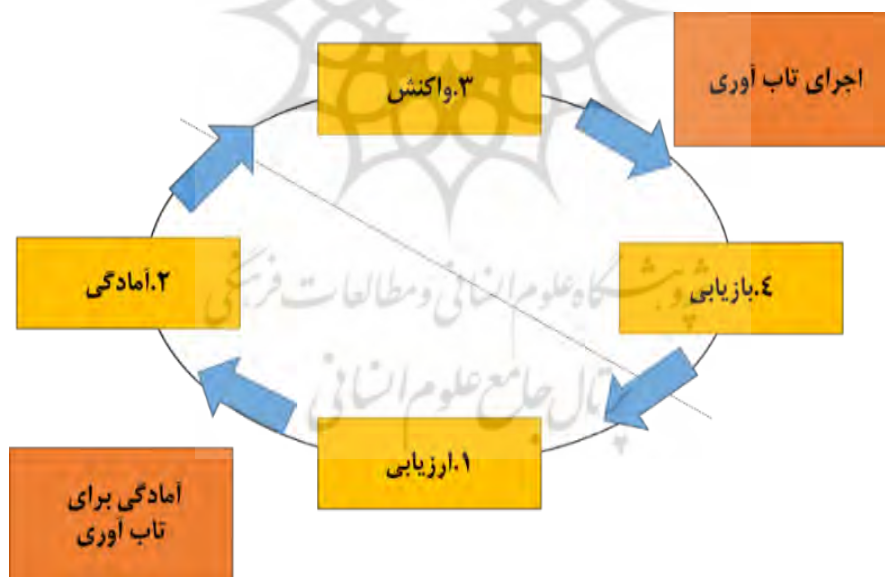 ۳.واکنش
اجرای تاب آوری
۲.آمادگی
۴.بازیابی
پژوهشگاه علوم انسانی و مطالعات فرهنگی
پرتال جامع علوم انسانی
۱.ارزیابی
آمادگی برای
تاب آوری